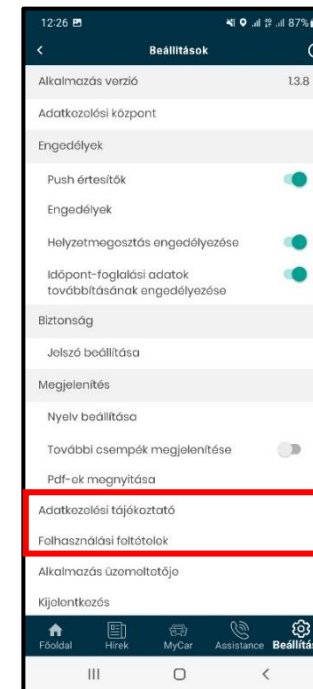 12:26 87%
Beállítások
Alkalmazás verzió 1.3.8
Adatkezelési központ
Engedélyek
Push értesítők
Engedélyek
Helyzetmegosztás engedélyezése
Időpont-foglalási adatok
továbbításának engedélyezése
Biztonság
Jelszó beállítása
Megjelenítés
Nyelv beállítása
További csempék megjelenítése
Pdf-ek megnyitása
Adatkezelési tájékoztató
Felhasználási feltételek
Alkalmazás üzemeltetője
Kijelentkezés
Főoldal Hírek MyCar Assistance Beállítás